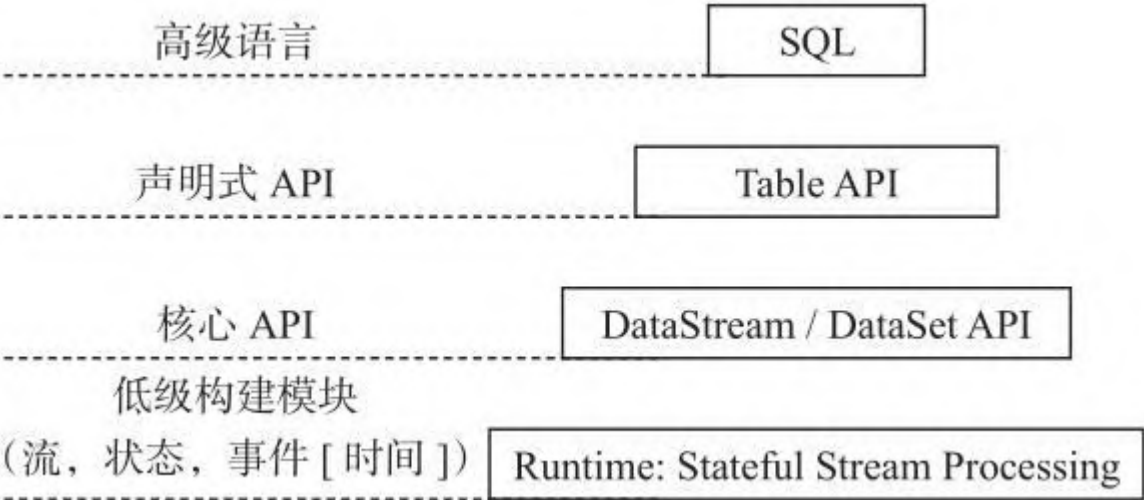 高级语言 SQL
声明式 API Table API
核心 API DataStream / DataSet API
低级构建模块
(流，状态，事件 [ 时间 ]) Runtime: Stateful Stream Processing